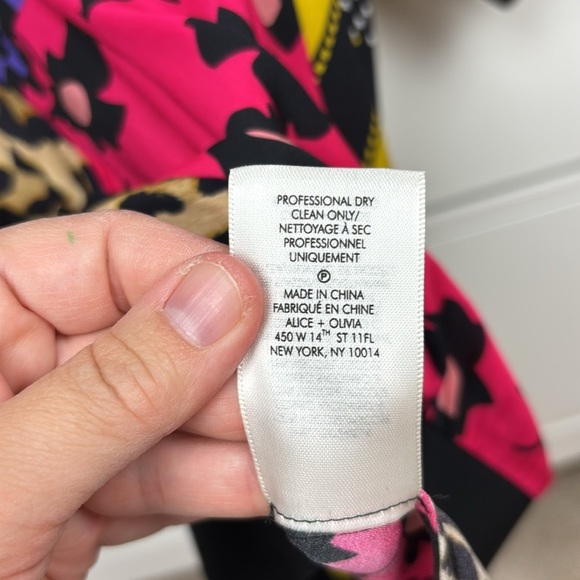 PROFESSIONAL DRY
CLEAN ONLY/
NETTOYAGE À SEC
PROFESSIONNEL
UNIQUEMENT
Ⓟ
MADE IN CHINA
FABRIQUÉ EN CHINE
ALICE + OLIVIA
450 W 14™ ST 11FL
NEW YORK, NY 10014